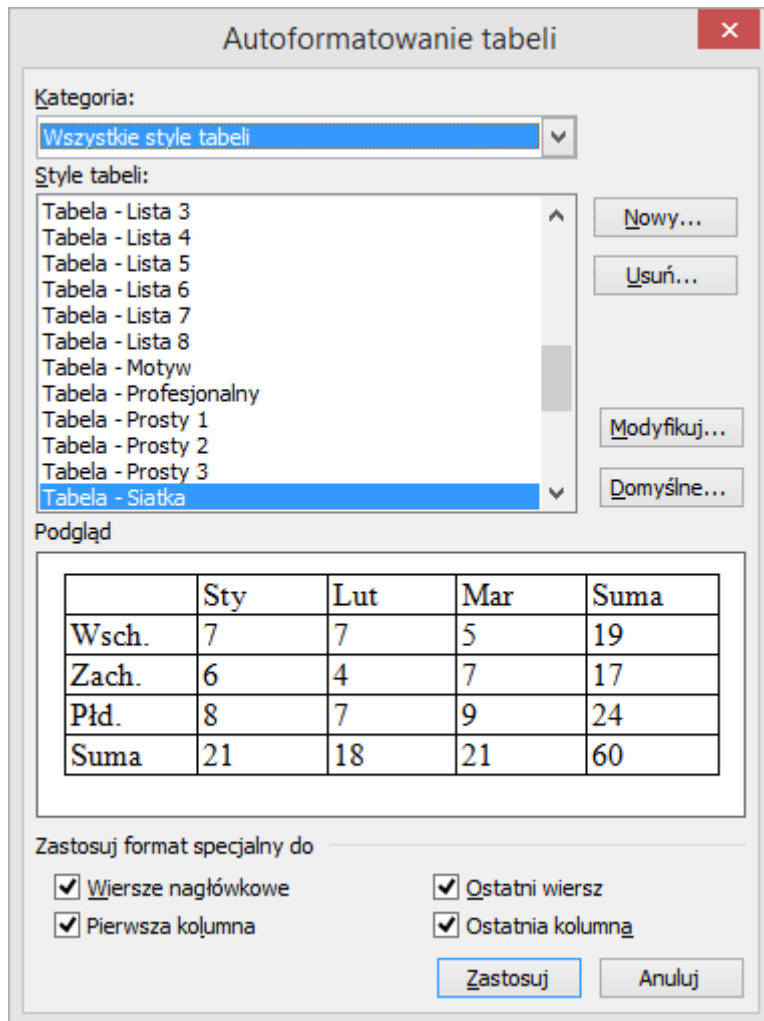 Autoformatowanie tabeli
Kategoria:
Wszystkie style tabeli
Style tabeli:
Tabela - Lista 3
Tabela - Lista 4
Tabela - Lista 5
Tabela - Lista 6
Tabela - Lista 7
Tabela - Lista 8
Tabela - Motyw
Tabela - Profesjonalny
Tabela - Prosty 1
Tabela - Prosty 2
Tabela - Prosty 3
Tabela - Siatka
Nowy...
Usuń...
Modyfikuj...
Domyślne...
Podgląd
Sty Lut Mar Suma
Wsch. 7 7 5 19
Zach. 6 4 7 17
Płd. 8 7 9 24
Suma 21 18 21 60
Zastosuj format specjalny do
Wiersze nagłówkowe Ostatni wiersz
Pierwsza kolumna Ostatnia kolumna
Zastosuj Anuluj